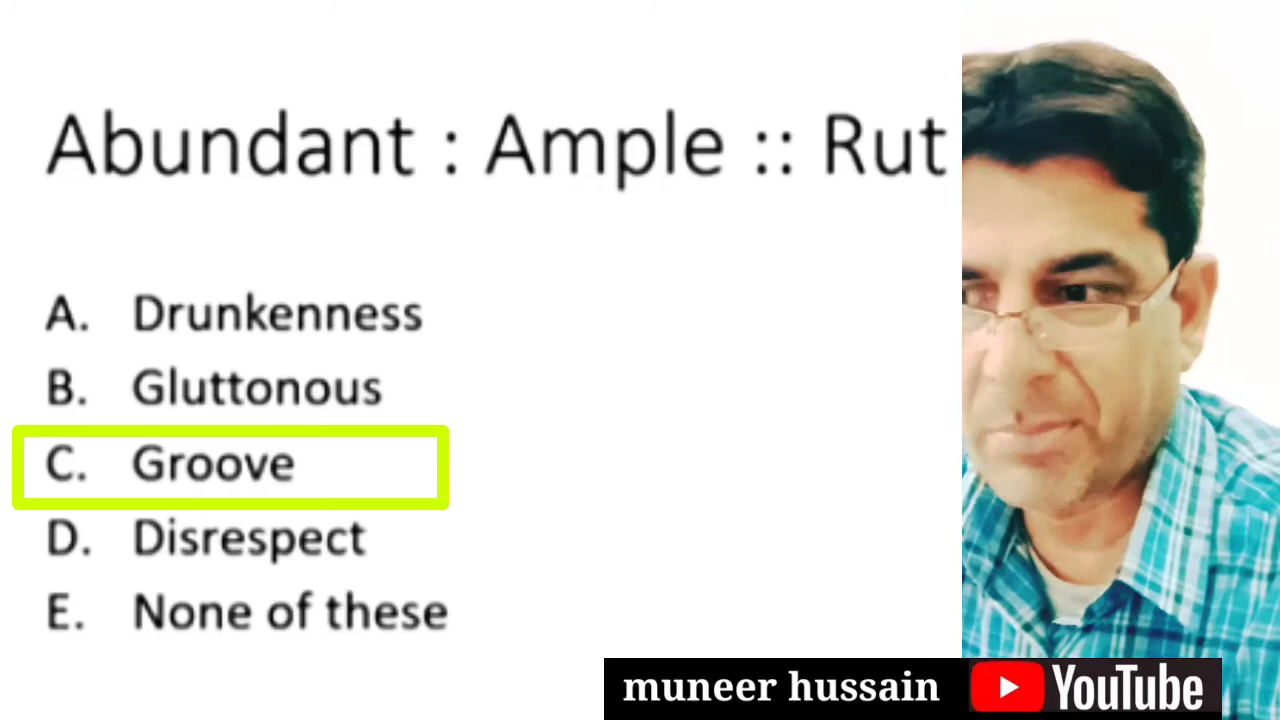 Abundant : Ample :: Rut
A. Drunkenness
B. Gluttonous
C. Groove
D. Disrespect
E. None of these
muneer hussain YouTube